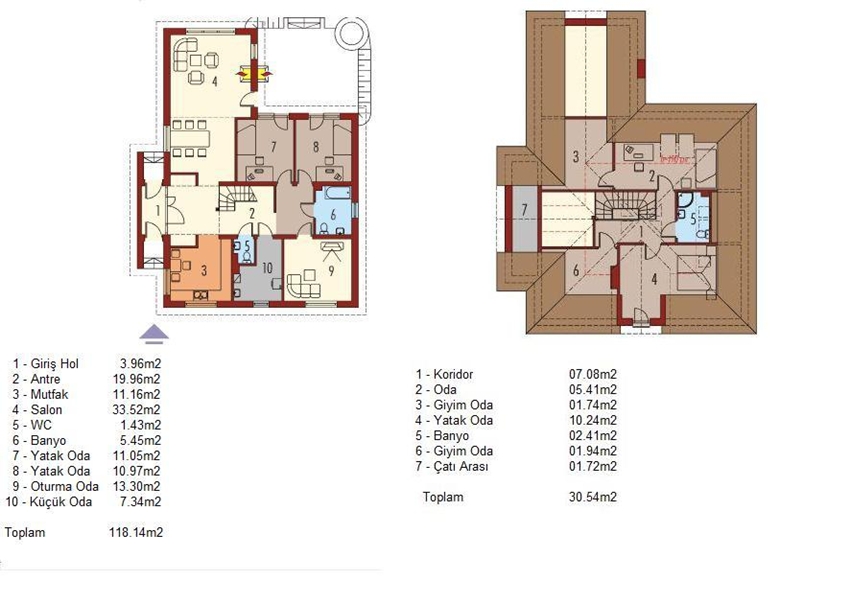 4
7
8
1
2
6
5
3
10
9
1 - Giriş Hol 3.96m2
2 - Antre 19.96m2
3 - Mutfak 11.16m2
4 - Salon 33.52m2
5 - WC 1.43m2
6 - Banyo 5.45m2
7 - Yatak Oda 11.05m2
8 - Yatak Oda 10.97m2
9 - Oturma Oda 13.30m2
10 - Küçük Oda 7.34m2
Toplam 118.14m2
3
2
7
5
1
6
4
1 - Koridor 07.08m2
2 - Oda 05.41m2
3 - Giyim Oda 01.74m2
4 - Yatak Oda 10.24m2
5 - Banyo 02.41m2
6 - Giyim Oda 01.94m2
7 - Çatı Arası 01.72m2
Toplam 30.54m2